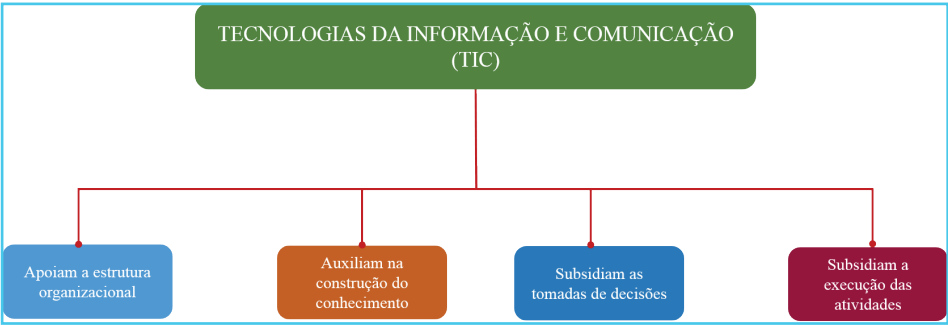 TECNOLOGIAS DA INFORMAÇÃO E COMUNICAÇÃO
(TIC)
Apoiam a estrutura
organizacional
Auxiliam na
construção do
conhecimento
Subsidiam as
tomadas de decisões
Subsidiam a
execução das
atividades